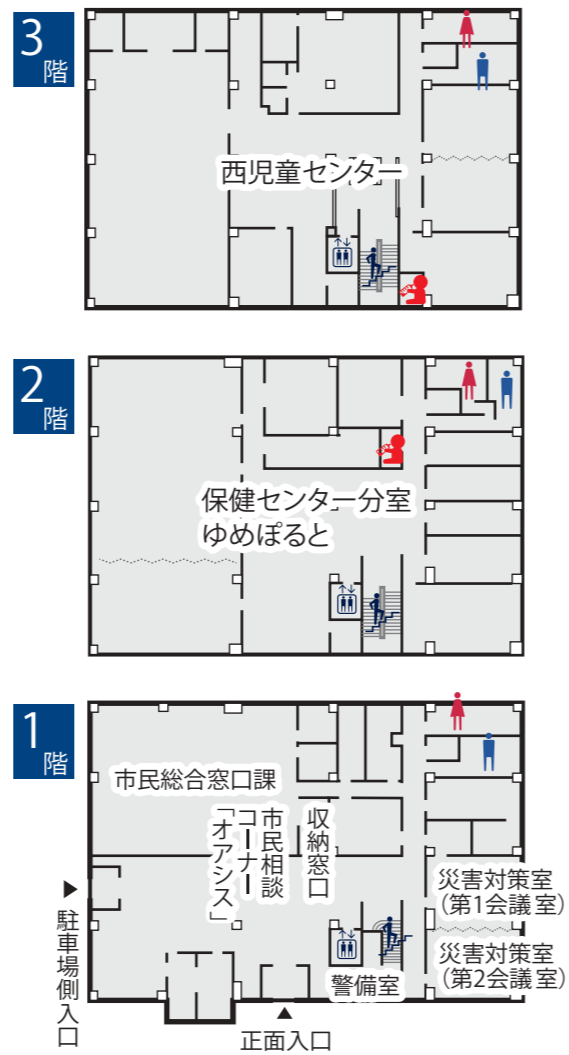 3階
西児童センター
2階
保健センター分室
ゆめぽると
1階
市民総合窓口課
収納窓口
市民相談
コーナー
「オアシス」
災害対策室
（第1会議室）
災害対策室
（第2会議室）
▶駐車場側入口
警備室
▲
正面入口